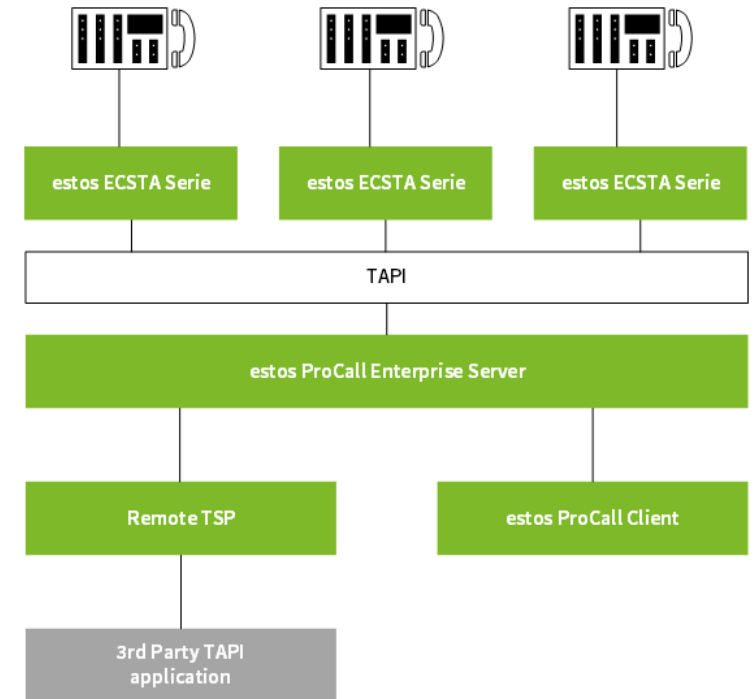 estos ECSTA Serie
estos ECSTA Serie
estos ECSTA Serie
TAPI
estos ProCall Enterprise Server
Remote TSP
estos ProCall Client
3rd Party TAPI
application